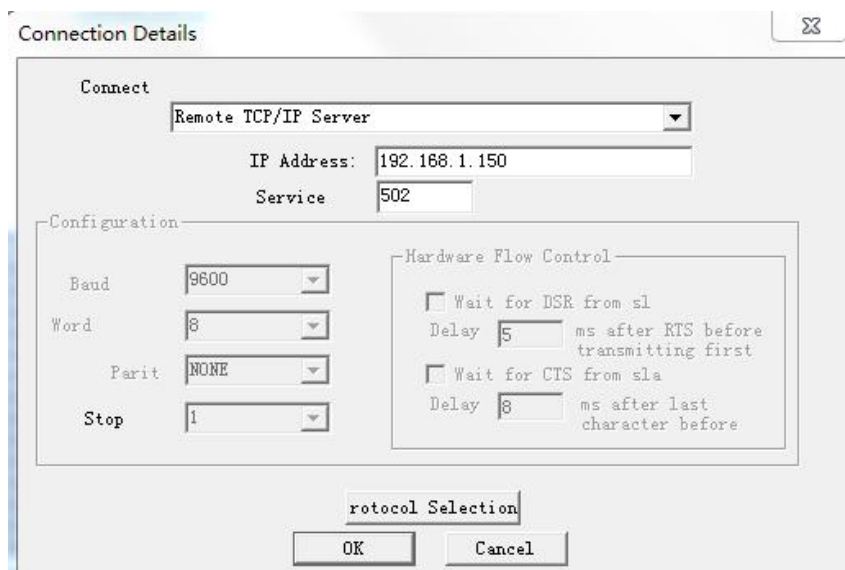 Connection Details
Connect
Remote TCP/IP Server
IP Address: 192.168.1.150
Service 502
Configuration
Baud 9600
Word 8
Parit NONE
Stop 1
Hardware Flow Control
Wait for DSR from sl
Delay 5 ms after RTS before
transmitting first
Wait for CTS from sla
Delay 8 ms after last
character before
rotocol Selection
OK Cancel